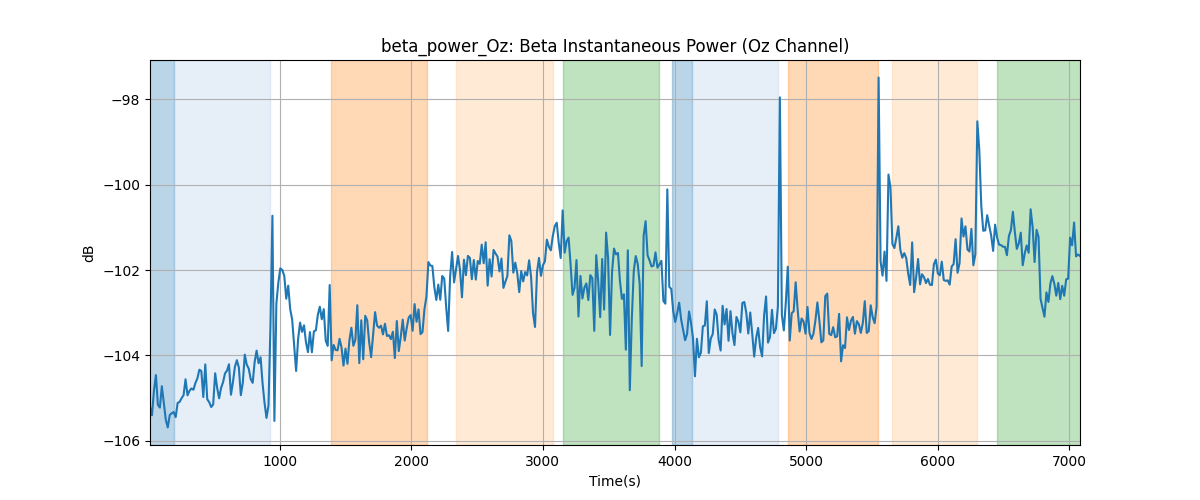 beta_power_Oz: Beta Instantaneous Power (Oz Channel)
dB
−98
−100
−102
−104
−106
1000 2000 3000 4000 5000 6000 7000
Time(s)